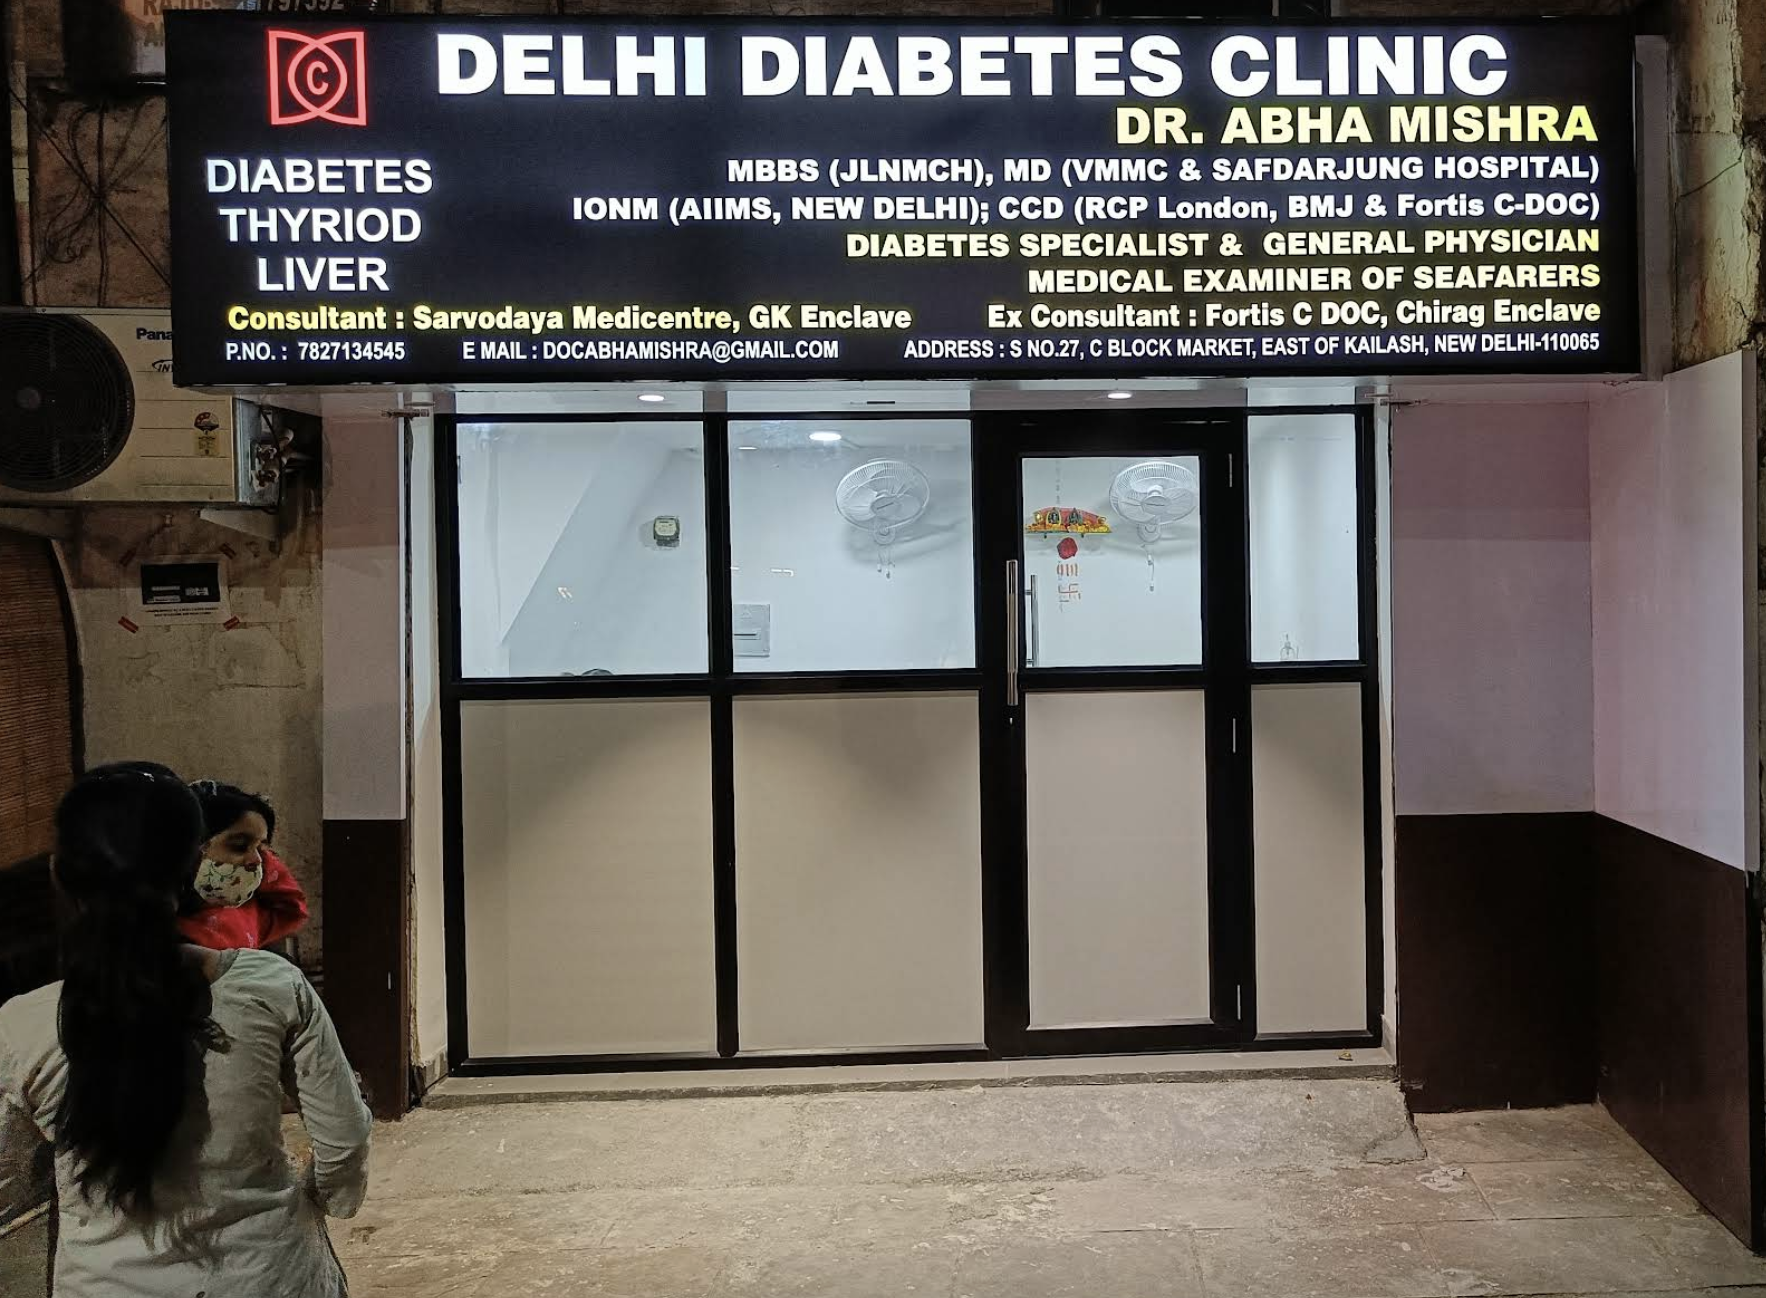 797392
C
DELHI DIABETES CLINIC
DR. ABHA MISHRA
DIABETES
THYRIOD
LIVER
MBBS (JLNMCH), MD (VMMC & SAFDARJUNG HOSPITAL)
IONM (AIIMS, NEW DELHI); CCD (RCP London, BMJ & Fortis C-DOC)
DIABETES SPECIALIST & GENERAL PHYSICIAN
MEDICAL EXAMINER OF SEAFARERS
Consultant : Sarvodaya Medicentre, GK Enclave
Ex Consultant : Fortis C DOC, Chirag Enclave
P.NO. : 7827134545
E MAIL : DOCABHAMISHRA@GMAIL.COM
ADDRESS : S NO.27, C BLOCK MARKET, EAST OF KAILASH, NEW DELHI-110065